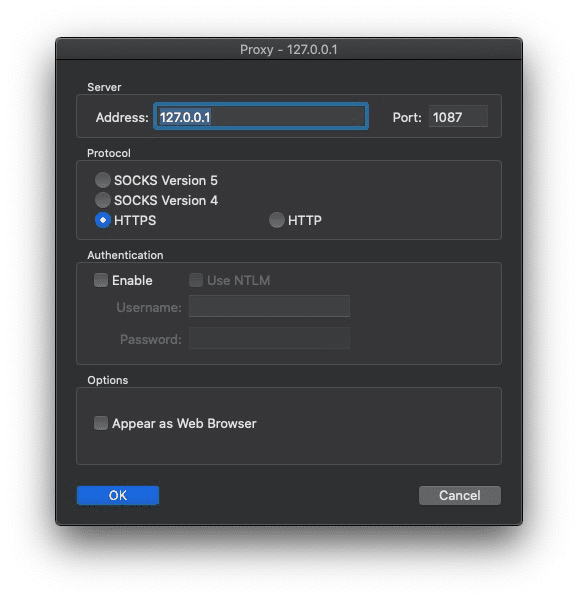 Proxy - 127.0.0.1
Server
Address: 127.0.0.1 Port: 1087
Protocol
SOCKS Version 5
SOCKS Version 4
HTTPS HTTP
Authentication
Enable Use NTLM
Username:
Password:
Options
Appear as Web Browser
OK Cancel